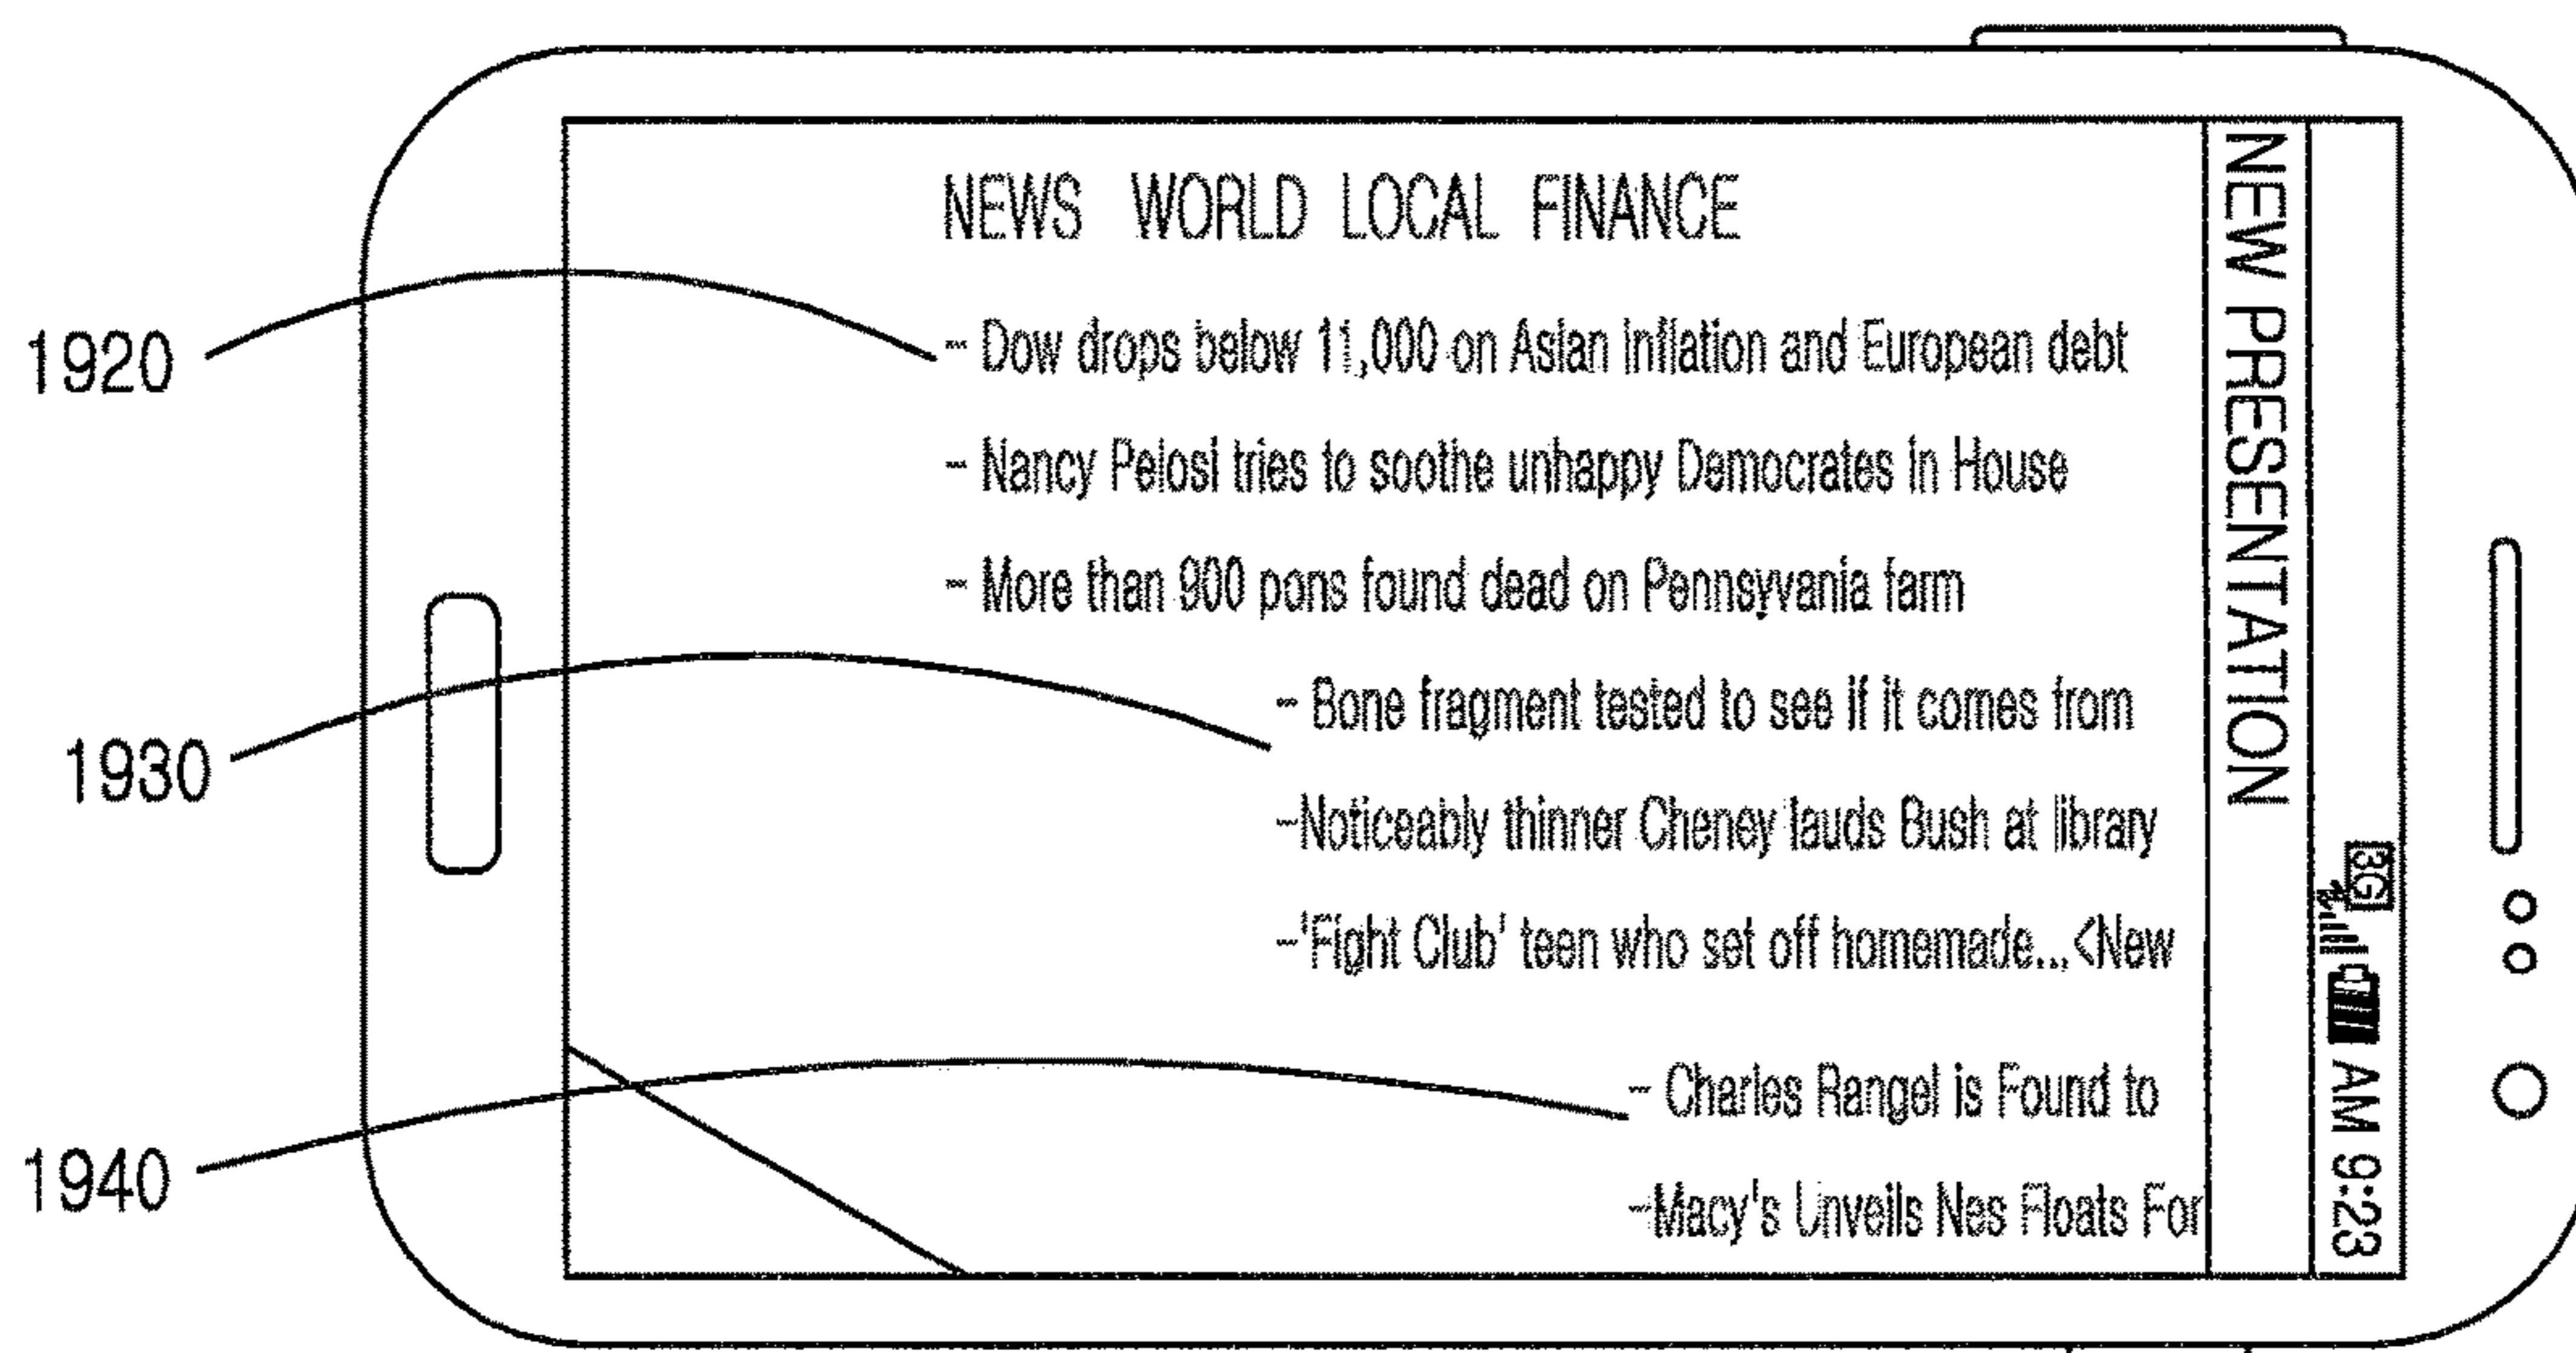 NEWS WORLD LOCAL FINANCE
1920
- Dow drops below 11,000 on Asian Inflation and European debt
- Nancy Pelosi tries to soothe unhappy Democrates in House
- More than 900 pons found dead on Pennsyvania farm
1930
- Bone fragment tested to see if it comes from
-Noticeably thinner Cheney lauds Bush at library
-'Fight Club' teen who set off homemade...<New
1940
- Charles Rangel is Found to
-Macy's Unveils Nes Floats For
NEW PRESENTATION
3G AM 9:23